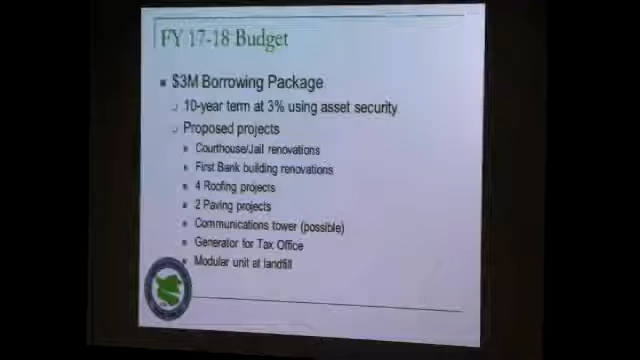 FY 17-18 Budget
$3M Borrowing Package
10-year term at 3% using asset security
Proposed projects
Courthouse/Jail renovations
First Bank building renovations
4 Roofing projects
2 Paving projects
Communications tower (possible)
Generator for Tax Office
Modular unit at landfill